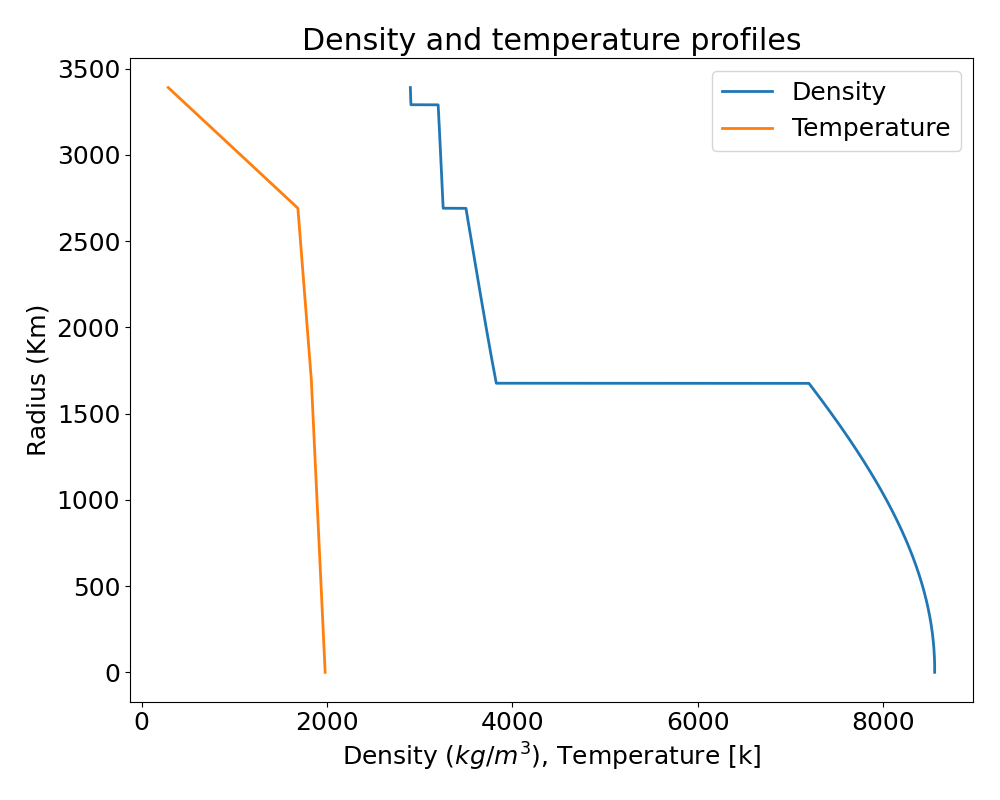 Density and temperature profiles
Density
Temperature
3500
3000
2500
2000
1500
1000
500
0
Radius (Km)
0 2000 4000 6000 8000
Density (kg/m³), Temperature [k]